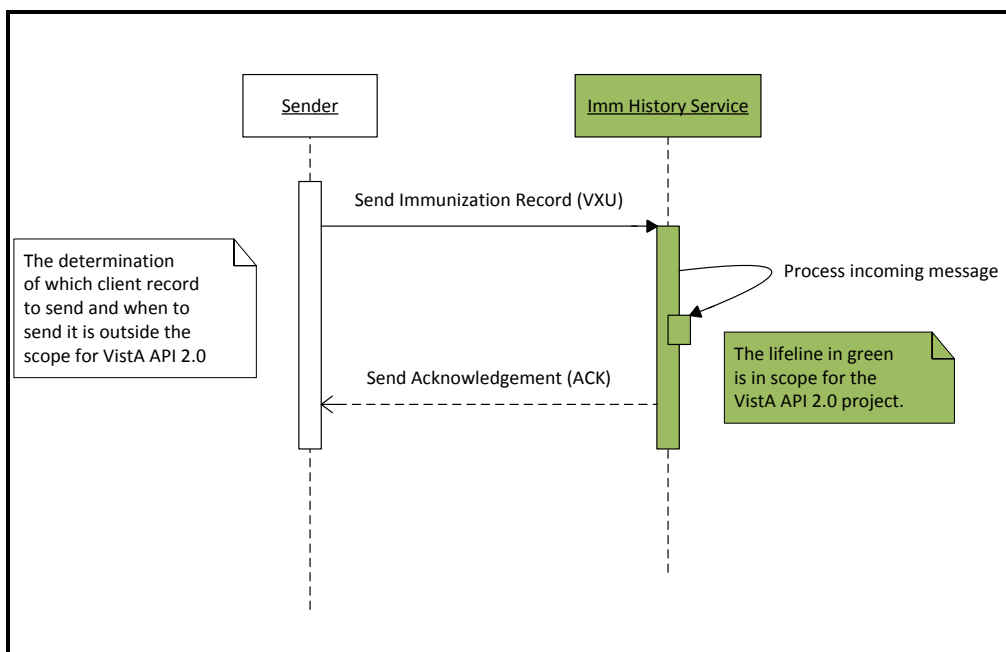 Sender
Imm History Service
Send Immunization Record (VXU)
The determination
of which client record
to send and when to
send it is outside the
scope for VistA API 2.0
Process incoming message
The lifeline in green
is in scope for the
VistA API 2.0 project.
Send Acknowledgement (ACK)